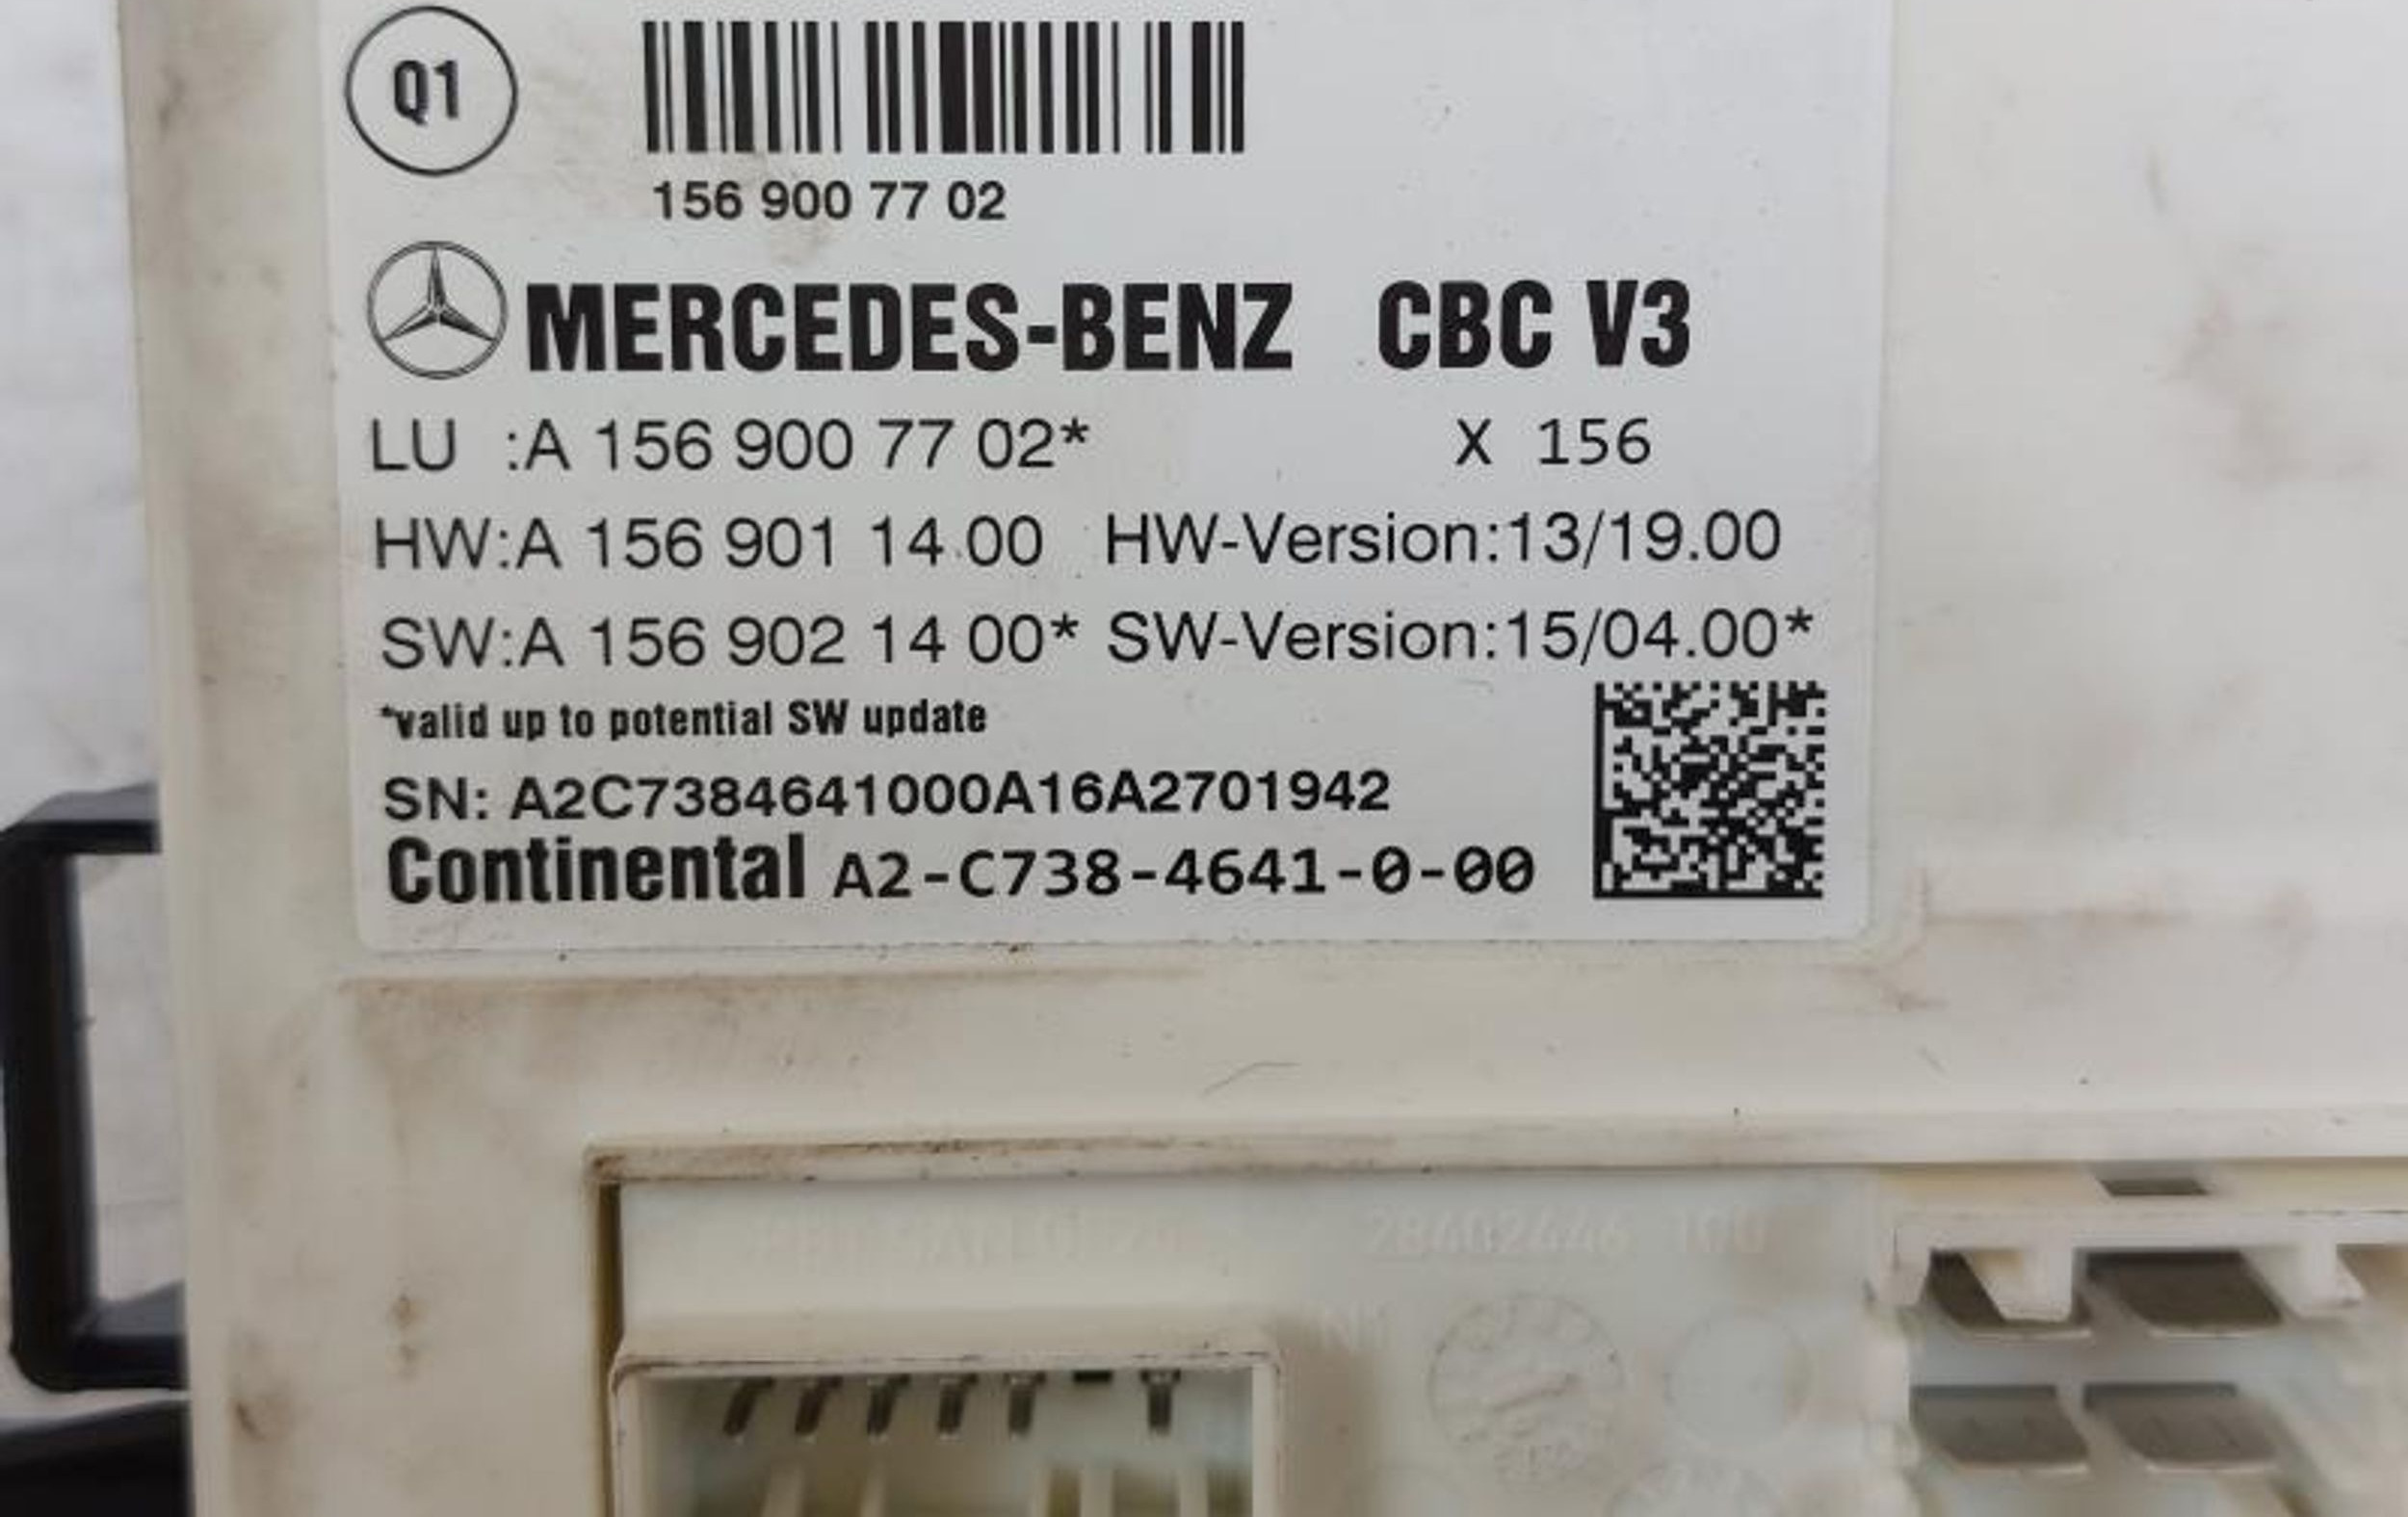 Q1
156 900 77 02
MERCEDES-BENZ CBC V3
LU :A 156 900 77 02* X 156
HW:A 156 901 14 00 HW-Version:13/19.00
SW:A 156 902 14 00* SW-Version:15/04.00*
*valid up to potential SW update
SN: A2C7384641000A16A2701942
Continental A2-C738-4641-0-00
28402446 100